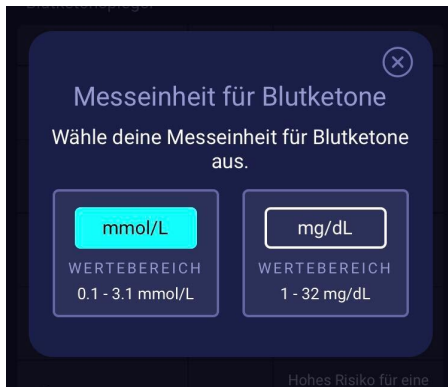 Messeinheit für Blutketone
Wähle deine Messeinheit für Blutketone
aus.
mmol/L
WERTEBEREICH
0.1 - 3.1 mmol/L
mg/dL
WERTEBEREICH
1 - 32 mg/dL
Hohes Risiko für eine